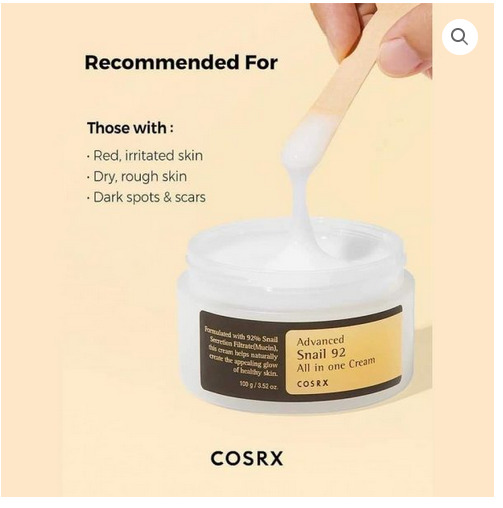 Recommended For
Those with :
• Red, irritated skin
• Dry, rough skin
• Dark spots & scars
Formulated with 92% Snail
Secretion Filtrate(Mucin),
this cream helps naturally
create the appealing glow
of healthy skin.
100 g / 3.52 oz.
Advanced
Snail 92
All in one Cream
COSRX
COSRX